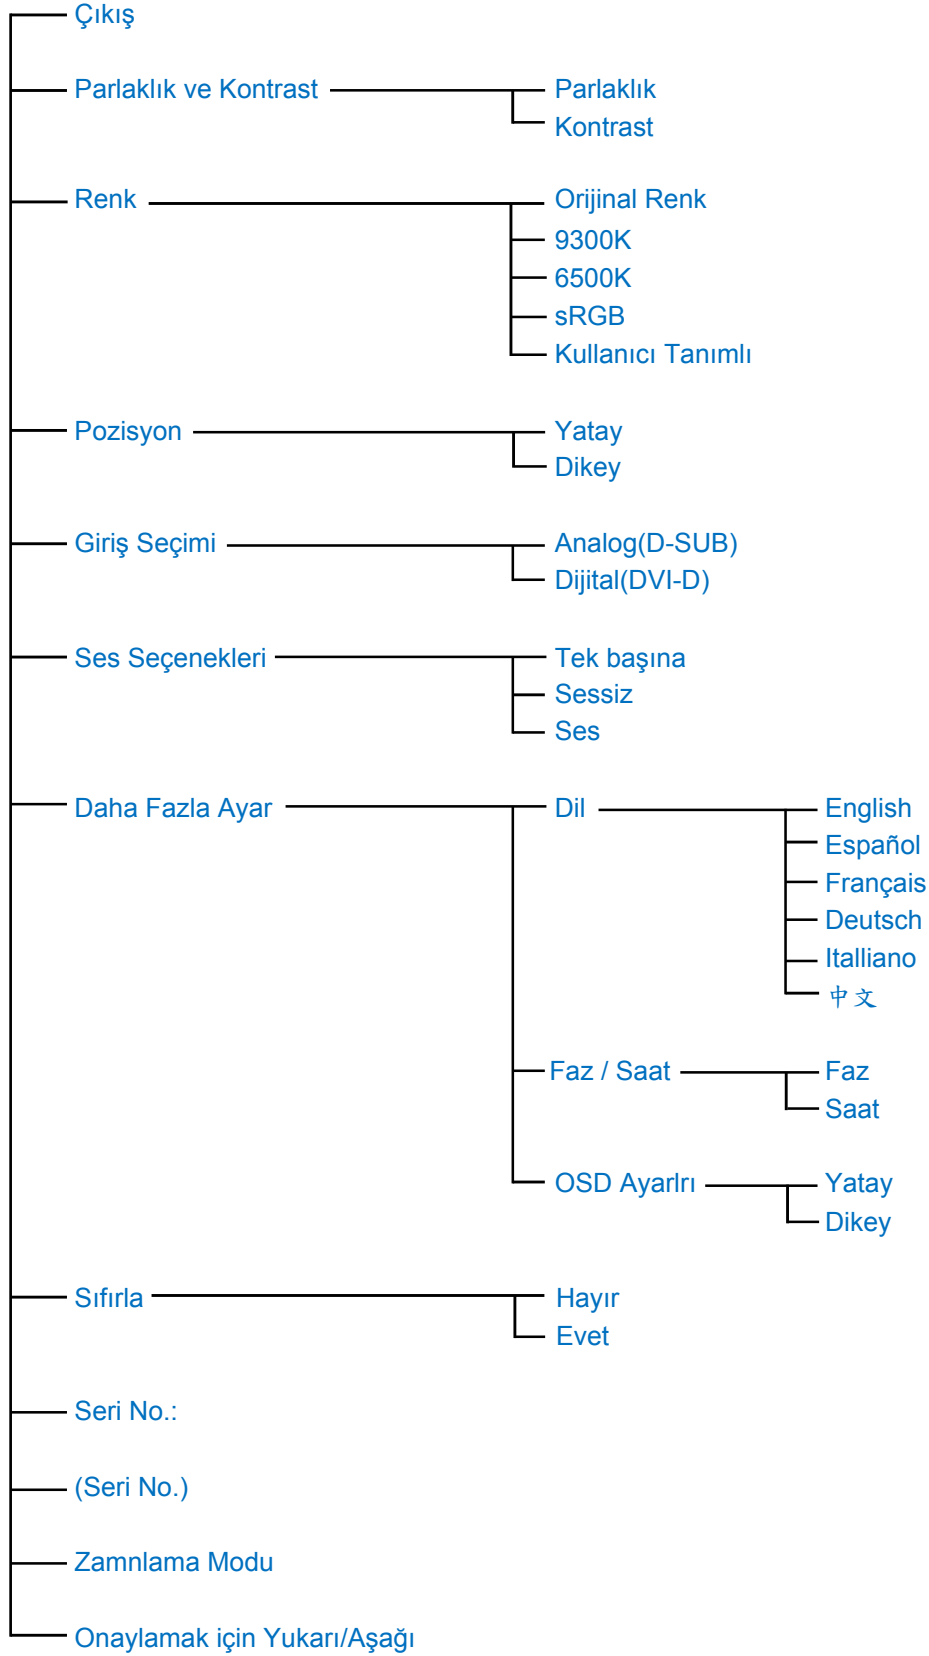 Çıkış
Parlaklık ve Kontrast
Parlaklık
Kontrast
Renk
Orijinal Renk
9300K
6500K
sRGB
Kullanıcı Tanımlı
Pozisyon
Yatay
Dikey
Giriş Seçimi
Analog(D-SUB)
Dijital(DVI-D)
Ses Seçenekleri
Tek başına
Sessiz
Ses
Daha Fazla Ayar
Dil
English
Español
Français
Deutsch
Italliano
中文
Faz / Saat
Faz
Saat
OSD Ayarlrı
Yatay
Dikey
Sıfırla
Hayır
Evet
Seri No.:
(Seri No.)
Zamnlama Modu
Onaylamak için Yukarı/Aşağı